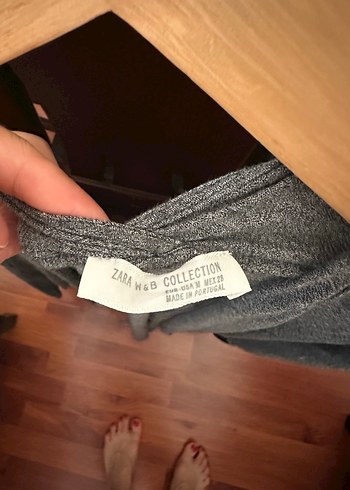 ZARA W&B COLLECTION
EUR M USA M MEX 28
MADE IN PORTUGAL